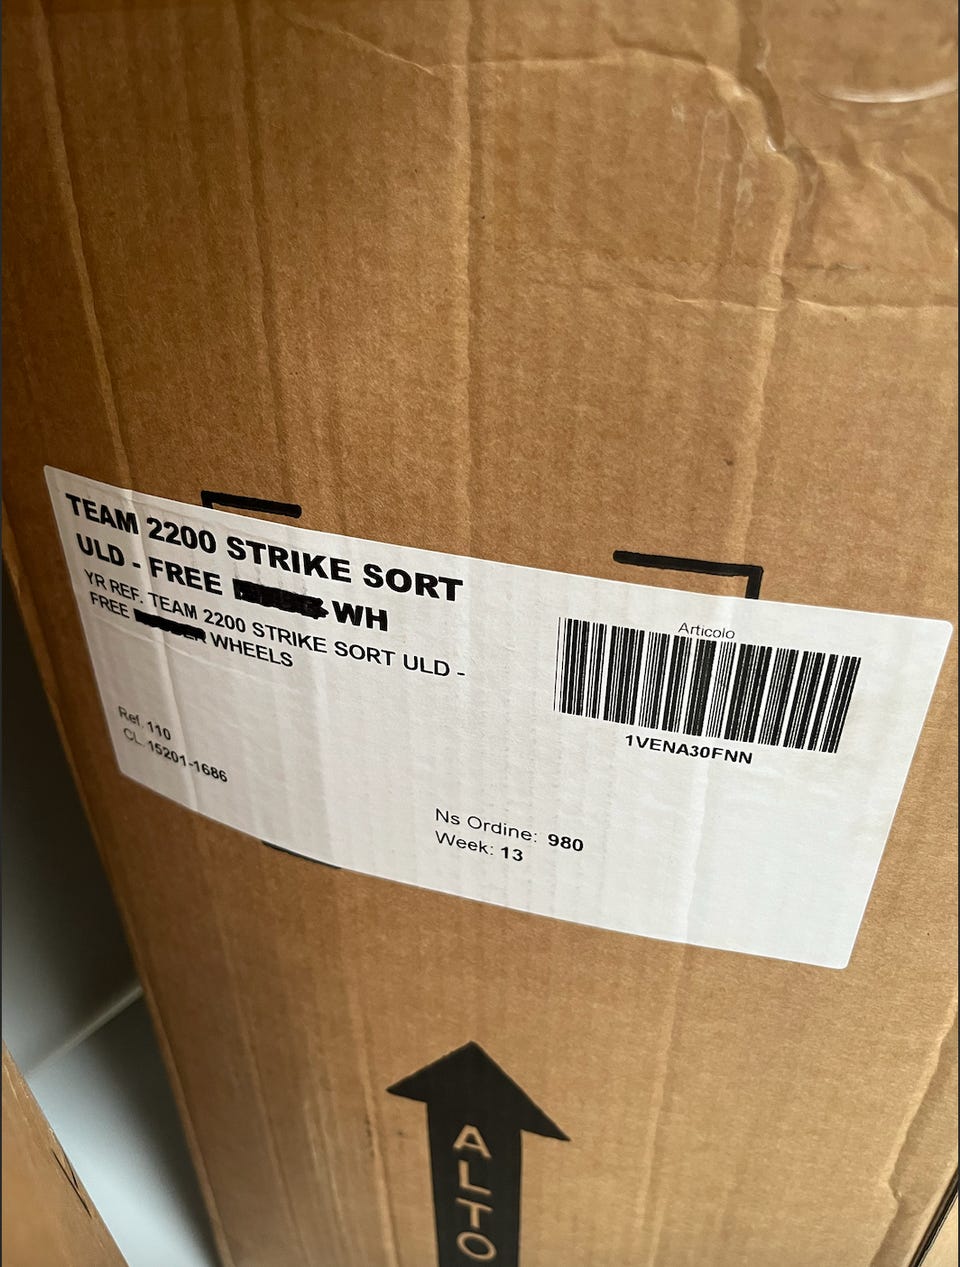 TEAM 2200 STRIKE SORT
ULD - FREE WH
YR REF. TEAM 2200 STRIKE SORT ULD -
FREE WHEELS
Ref. 110
CL. 15201-1686
Articolo
1VENA30FNN
Ns Ordine: 980
Week: 13
ALTO